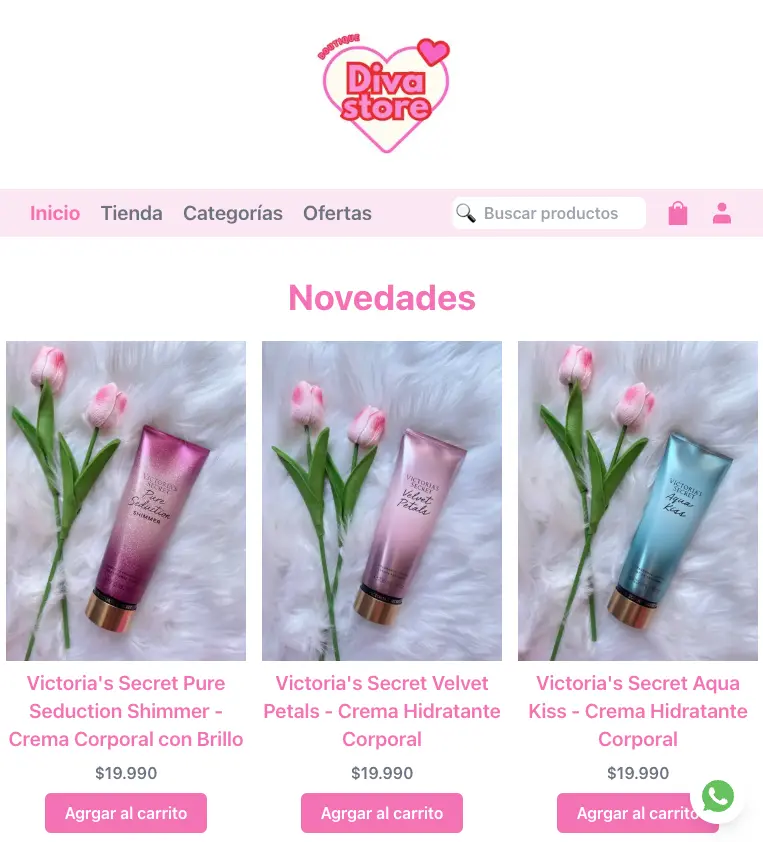 BOUTIQUE
Diva
store
Inicio Tienda Categorías Ofertas Buscar productos
Novedades
VICTORIA'S
SECRET
Pure
Seduction
SHIMMER
VICTORIA'S
SECRET
Velvet
Petals
VICTORIA'S
SECRET
Aqua
Kiss
Victoria's Secret Pure
Seduction Shimmer -
Crema Corporal con Brillo
$19.990
Agrgar al carrito
Victoria's Secret Velvet
Petals - Crema Hidratante
Corporal
$19.990
Agrgar al carrito
Victoria's Secret Aqua
Kiss - Crema Hidratante
Corporal
$19.990
Agrgar al carrito